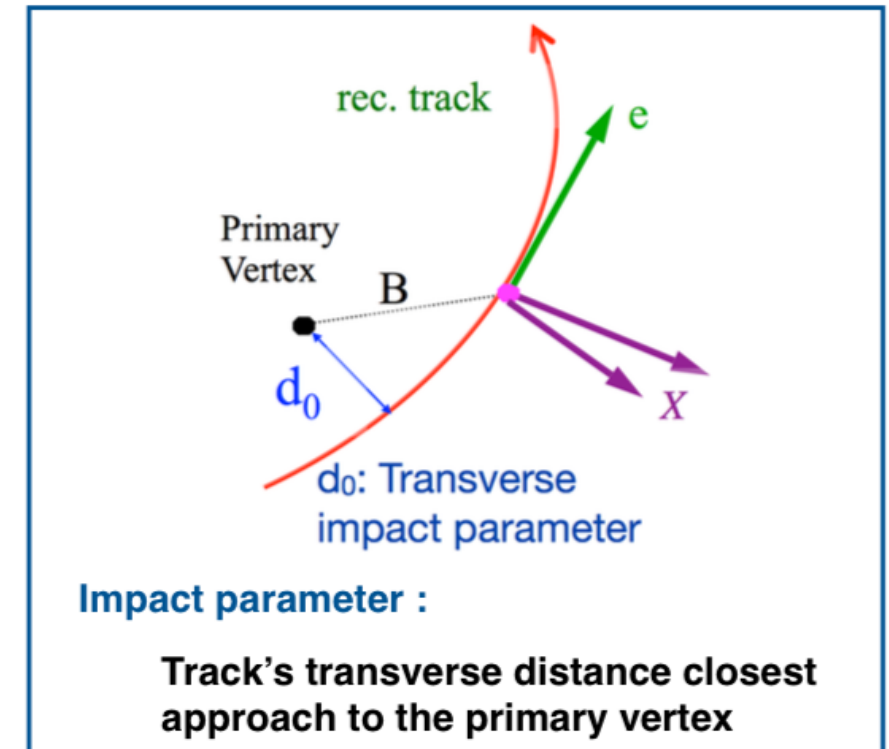 rec. track
e
Primary
Vertex
B
d₀
X
d₀: Transverse
impact parameter
Impact parameter :
Track’s transverse distance closest
approach to the primary vertex